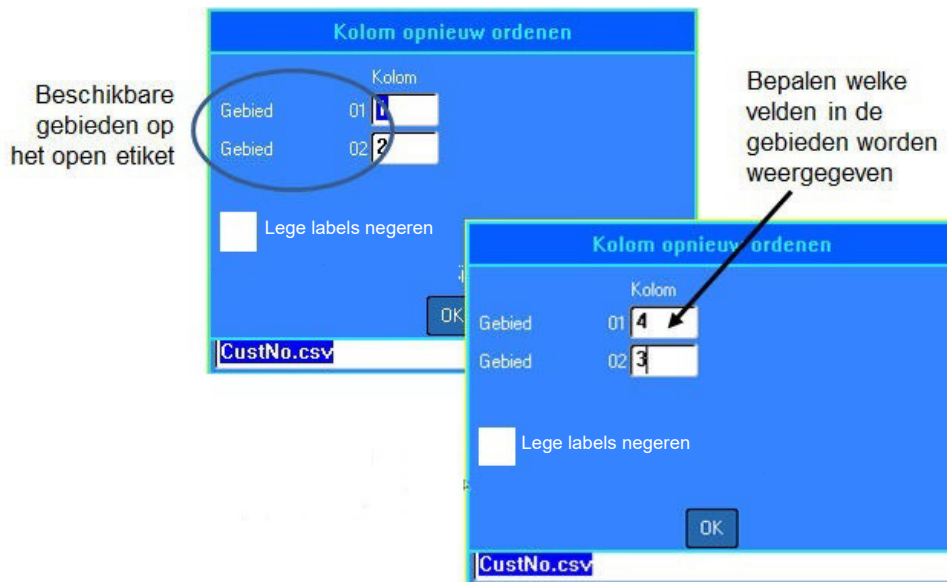 Beschikbare
gebieden op
het open etiket
Kolom opnieuw ordenen
Kolom
Gebied 01 1
Gebied 02 2
Lege labels negeren
OK
CustNo.csv
Bepalen welke
velden in de
gebieden worden
weergegeven
Kolom opnieuw ordenen
Kolom
Gebied 01 4
Gebied 02 3
Lege labels negeren
OK
CustNo.csv